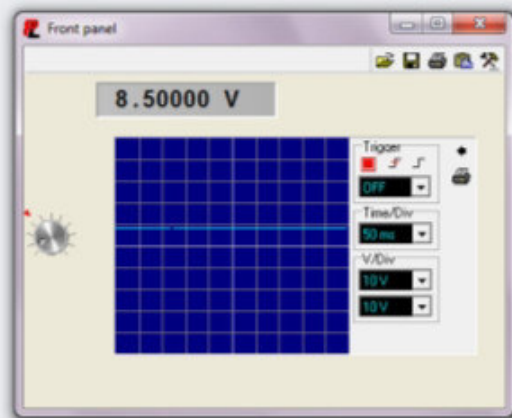 Front panel
8.50000 V
Trigger
OFF
Time/Div
50 ms
V/Div
10V
10V